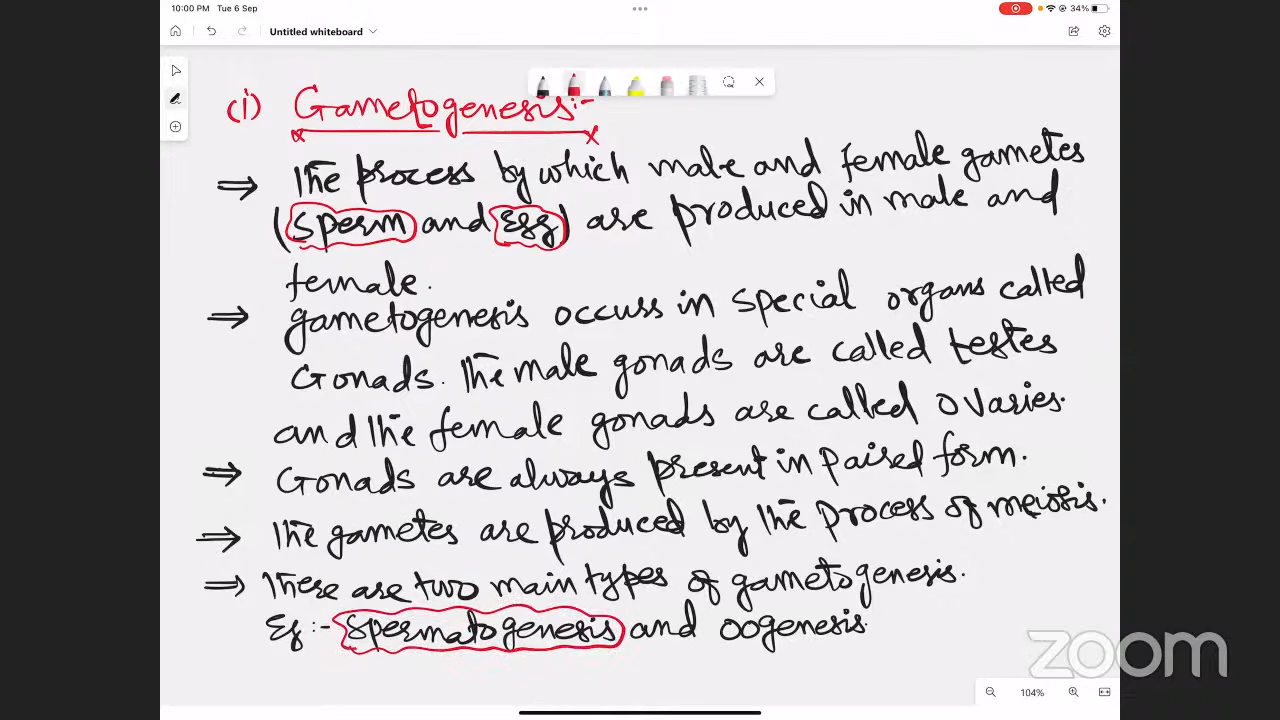 10:00 PM Tue 6 Sep
34%
Untitled whiteboard
(i) Gametogenesis:-
⇒ The process by which male and female gametes
(sperm and Egg) are produced in male and
female.
⇒ gametogenesis occurs in special organs called
Gonads. The male gonads are called testes
and the female gonads are called ovaries.
⇒ Gonads are always present in paired form.
⇒ The gametes are produced by the process of meiosis.
⇒ There are two main types of gametogenesis.
Eg:- Spermatogenesis and oogenesis.
zoom
104%